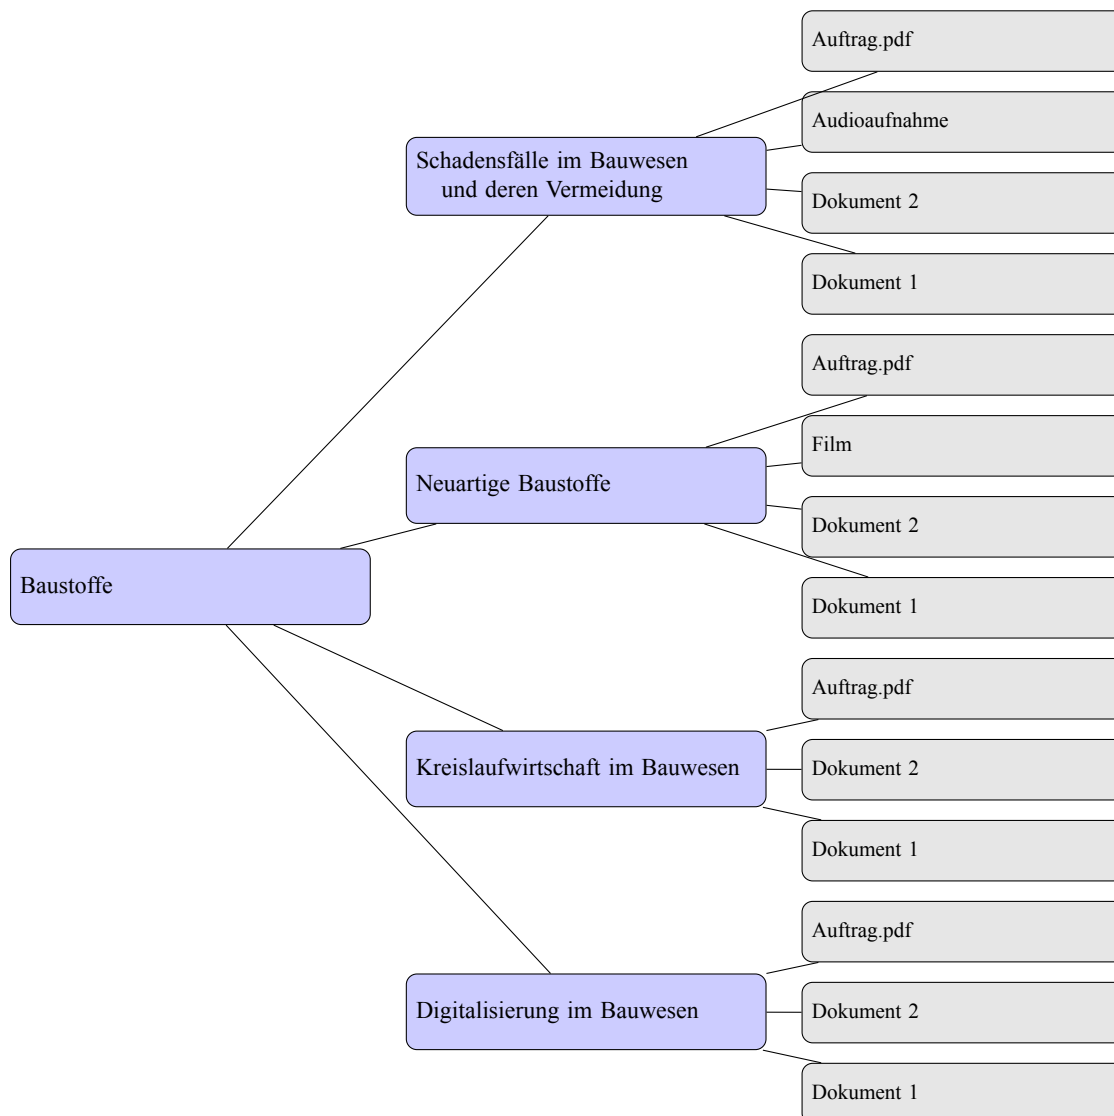 Baustoffe
Schadensfälle im Bauwesen
und deren Vermeidung
Auftrag.pdf
Audioaufnahme
Dokument 2
Dokument 1
Neuartige Baustoffe
Auftrag.pdf
Film
Dokument 2
Dokument 1
Kreislaufwirtschaft im Bauwesen
Auftrag.pdf
Dokument 2
Dokument 1
Digitalisierung im Bauwesen
Auftrag.pdf
Dokument 2
Dokument 1